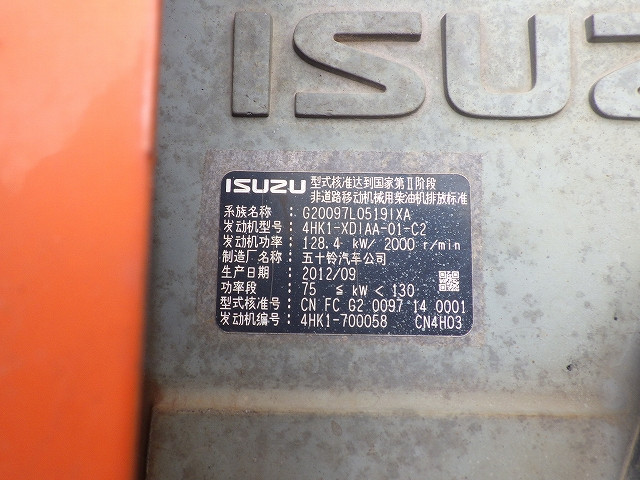 ISUZU
ISUZU 型式核准达到国家第Ⅱ阶段
非道路移动机械用柴油机排放标准
系族名称 : G20097L0519IXA
发动机型号: 4HK1-XDIAA-01-C2
发动机功率: 128.4 kW/ 2000 r/min
制造厂名称: 五十铃汽车公司
生产日期 : 2012/09
功率段 : 75 ≦ kW < 130
型式核准号: CN FC G2 0097 14 0001
发动机编号: 4HK1-700058 CN4H03